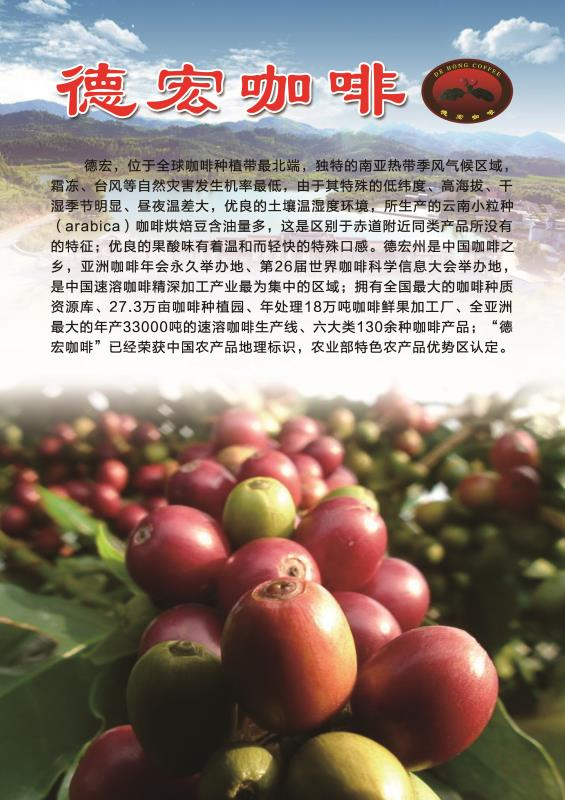 德宏咖啡
DE HONG COFFEE
德宏咖啡
德宏，位于全球咖啡种植带最北端，独特的南亚热带季风气候区域，
霜冻、台风等自然灾害发生机率最低，由于其特殊的低纬度、高海拔、干
湿季节明显、昼夜温差大，优良的土壤温湿度环境，所生产的云南小粒种
（arabica）咖啡烘焙豆含油量多，这是区别于赤道附近同类产品所没有
的特征；优良的果酸味有着温和而轻快的特殊口感。德宏州是中国咖啡之
乡，亚洲咖啡年会永久举办地、第26届世界咖啡科学信息大会举办地，
是中国速溶咖啡精深加工产业最为集中的区域；拥有全国最大的咖啡种质
资源库、27.3万亩咖啡种植园、年处理18万吨咖啡鲜果加工厂、全亚洲
最大的年产33000吨的速溶咖啡生产线、六大类130余种咖啡产品；“德
宏咖啡”已经荣获中国农产品地理标识，农业部特色农产品优势区认定。